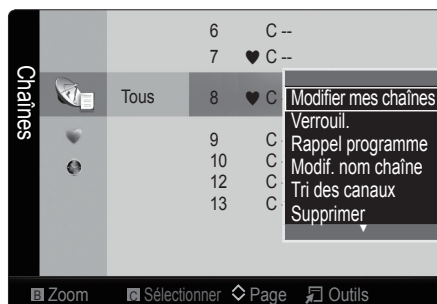 Chaînes
6 C --
7 ♥ C --
Tous 8 ♥ C
9 C
10 C
12 C
13 C
Modifier mes chaînes
Verrouil.
Rappel programme
Modif. nom chaîne
Tri des canaux
Supprimer
B Zoom C Sélectionner Page Outils